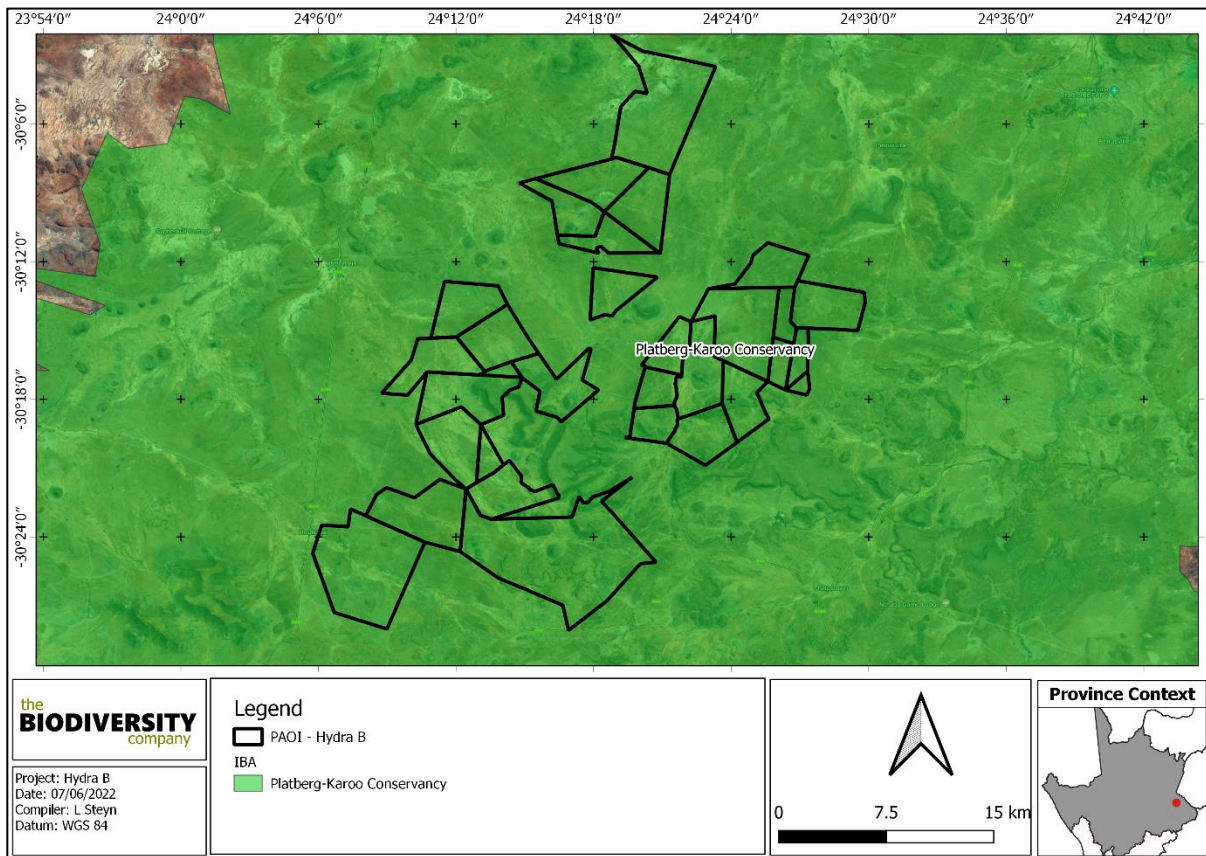 23°54′0″ 24°0′0″ 24°6′0″ 24°12′0″ 24°18′0″ 24°24′0″ 24°30′0″ 24°36′0″ 24°42′0″
-30°6′0″
-30°12′0″
-30°18′0″
-30°24′0″
Platberg-Karoo Conservancy
the
BIODIVERSITY
company
Project: Hydra B
Date: 07/06/2022
Compiler: L Steyn
Datum: WGS 84
Legend
PAOI - Hydra B
IBA
Platberg-Karoo Conservancy
0 7.5 15 km
Province Context